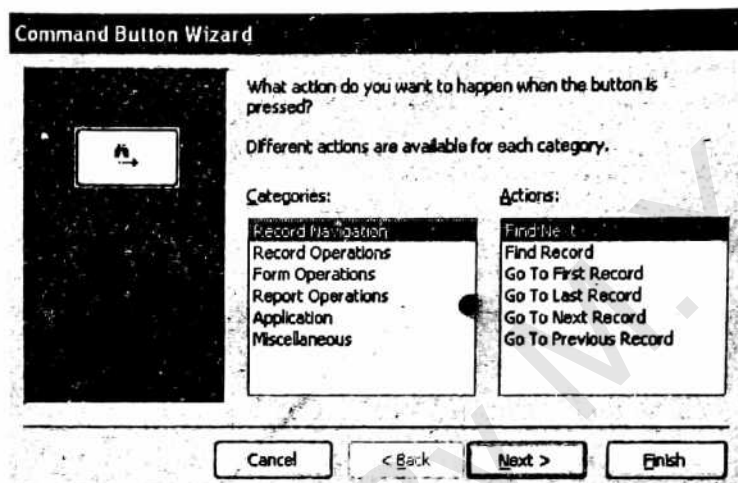 Command Button Wizard
What action do you want to happen when the button is
pressed?
Different actions are available for each category.
Categories:
Record Navigation
Record Operations
Form Operations
Report Operations
Application
Miscellaneous
Actions:
Find Next
Find Record
Go To First Record
Go To Last Record
Go To Next Record
Go To Previous Record
Cancel
< Back
Next >
Finish